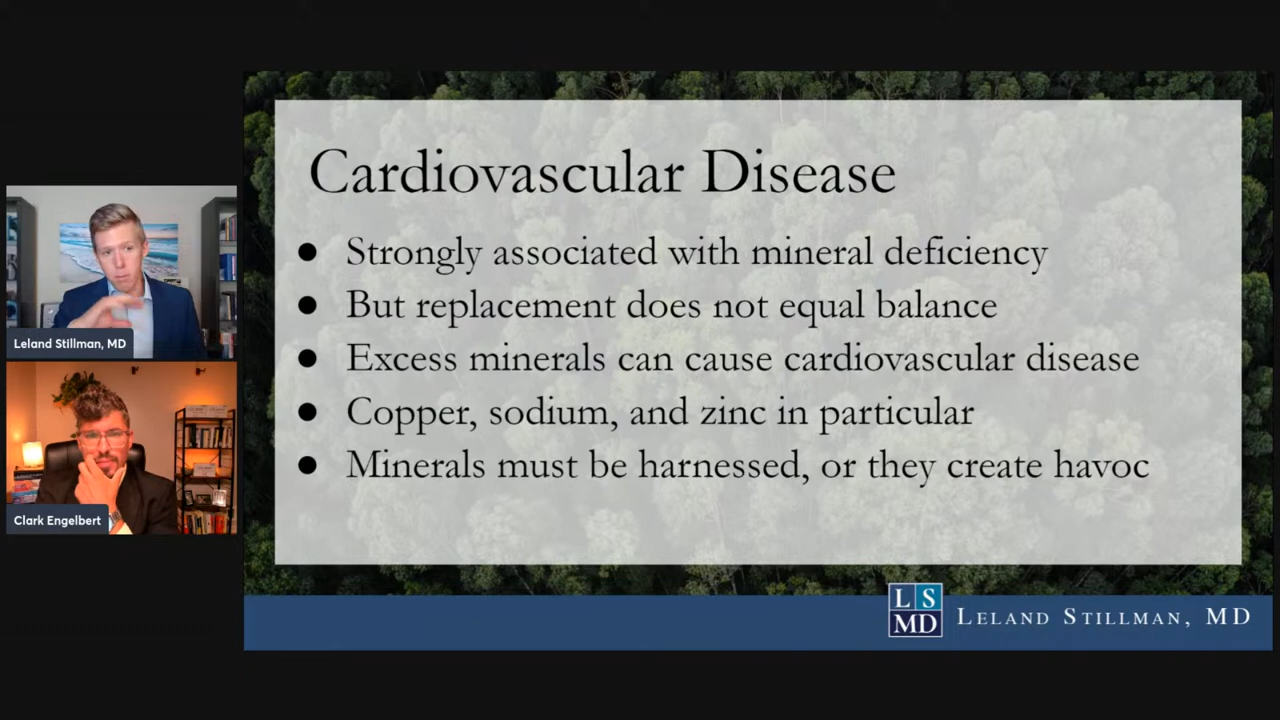 Cardiovascular Disease
● Strongly associated with mineral deficiency
● But replacement does not equal balance
● Excess minerals can cause cardiovascular disease
● Copper, sodium, and zinc in particular
● Minerals must be harnessed, or they create havoc
Leland Stillman, MD
Clark Engelbert
LS
MD
Leland Stillman, MD